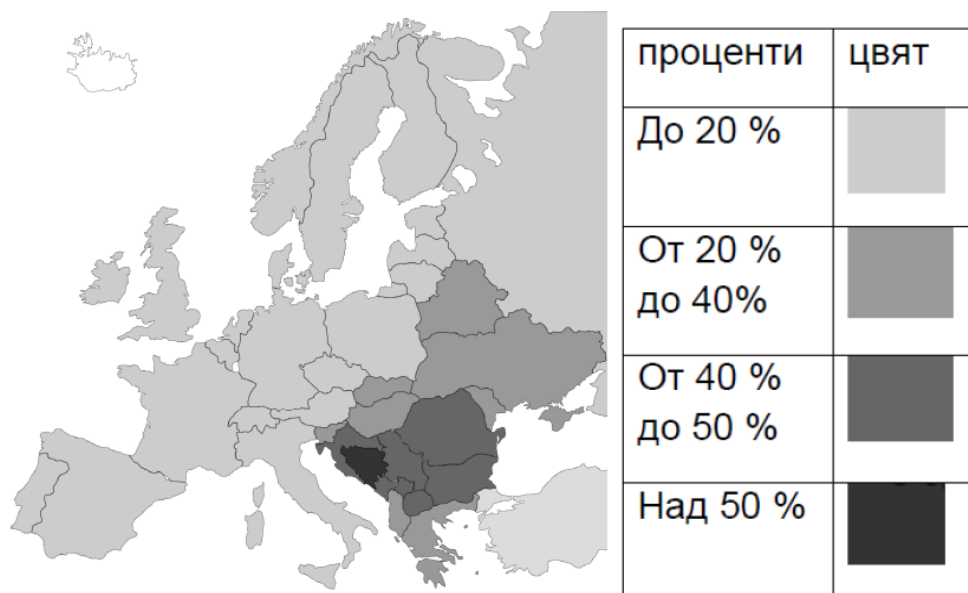 проценти цвят
До 20 %
От 20 %
до 40%
От 40 %
до 50 %
Над 50 %